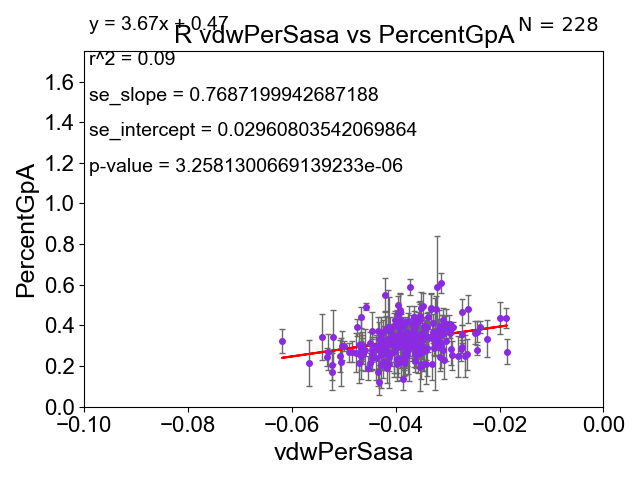 y = 3.67x + 0.47
N = 228
R vdwPerSasa vs PercentGpA
r^2 = 0.09
se_slope = 0.7687199942687188
se_intercept = 0.02960803542069864
p-value = 3.2581300669139233e-06
PercentGpA
1.6
1.4
1.2
1.0
0.8
0.6
0.4
0.2
0.0
−0.10 −0.08 −0.06 −0.04 −0.02 0.00
vdwPerSasa